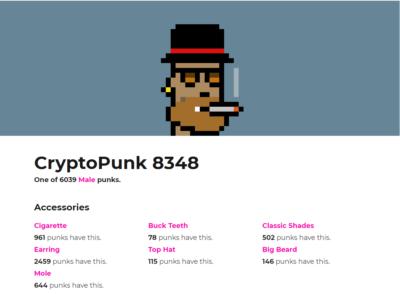 CryptoPunk 8348
One of 6039 Male punks.
Accessories
Cigarette
961 punks have this.
Buck Teeth
78 punks have this.
Classic Shades
502 punks have this.
Earring
2459 punks have this.
Top Hat
115 punks have this.
Big Beard
146 punks have this.
Mole
644 punks have this.